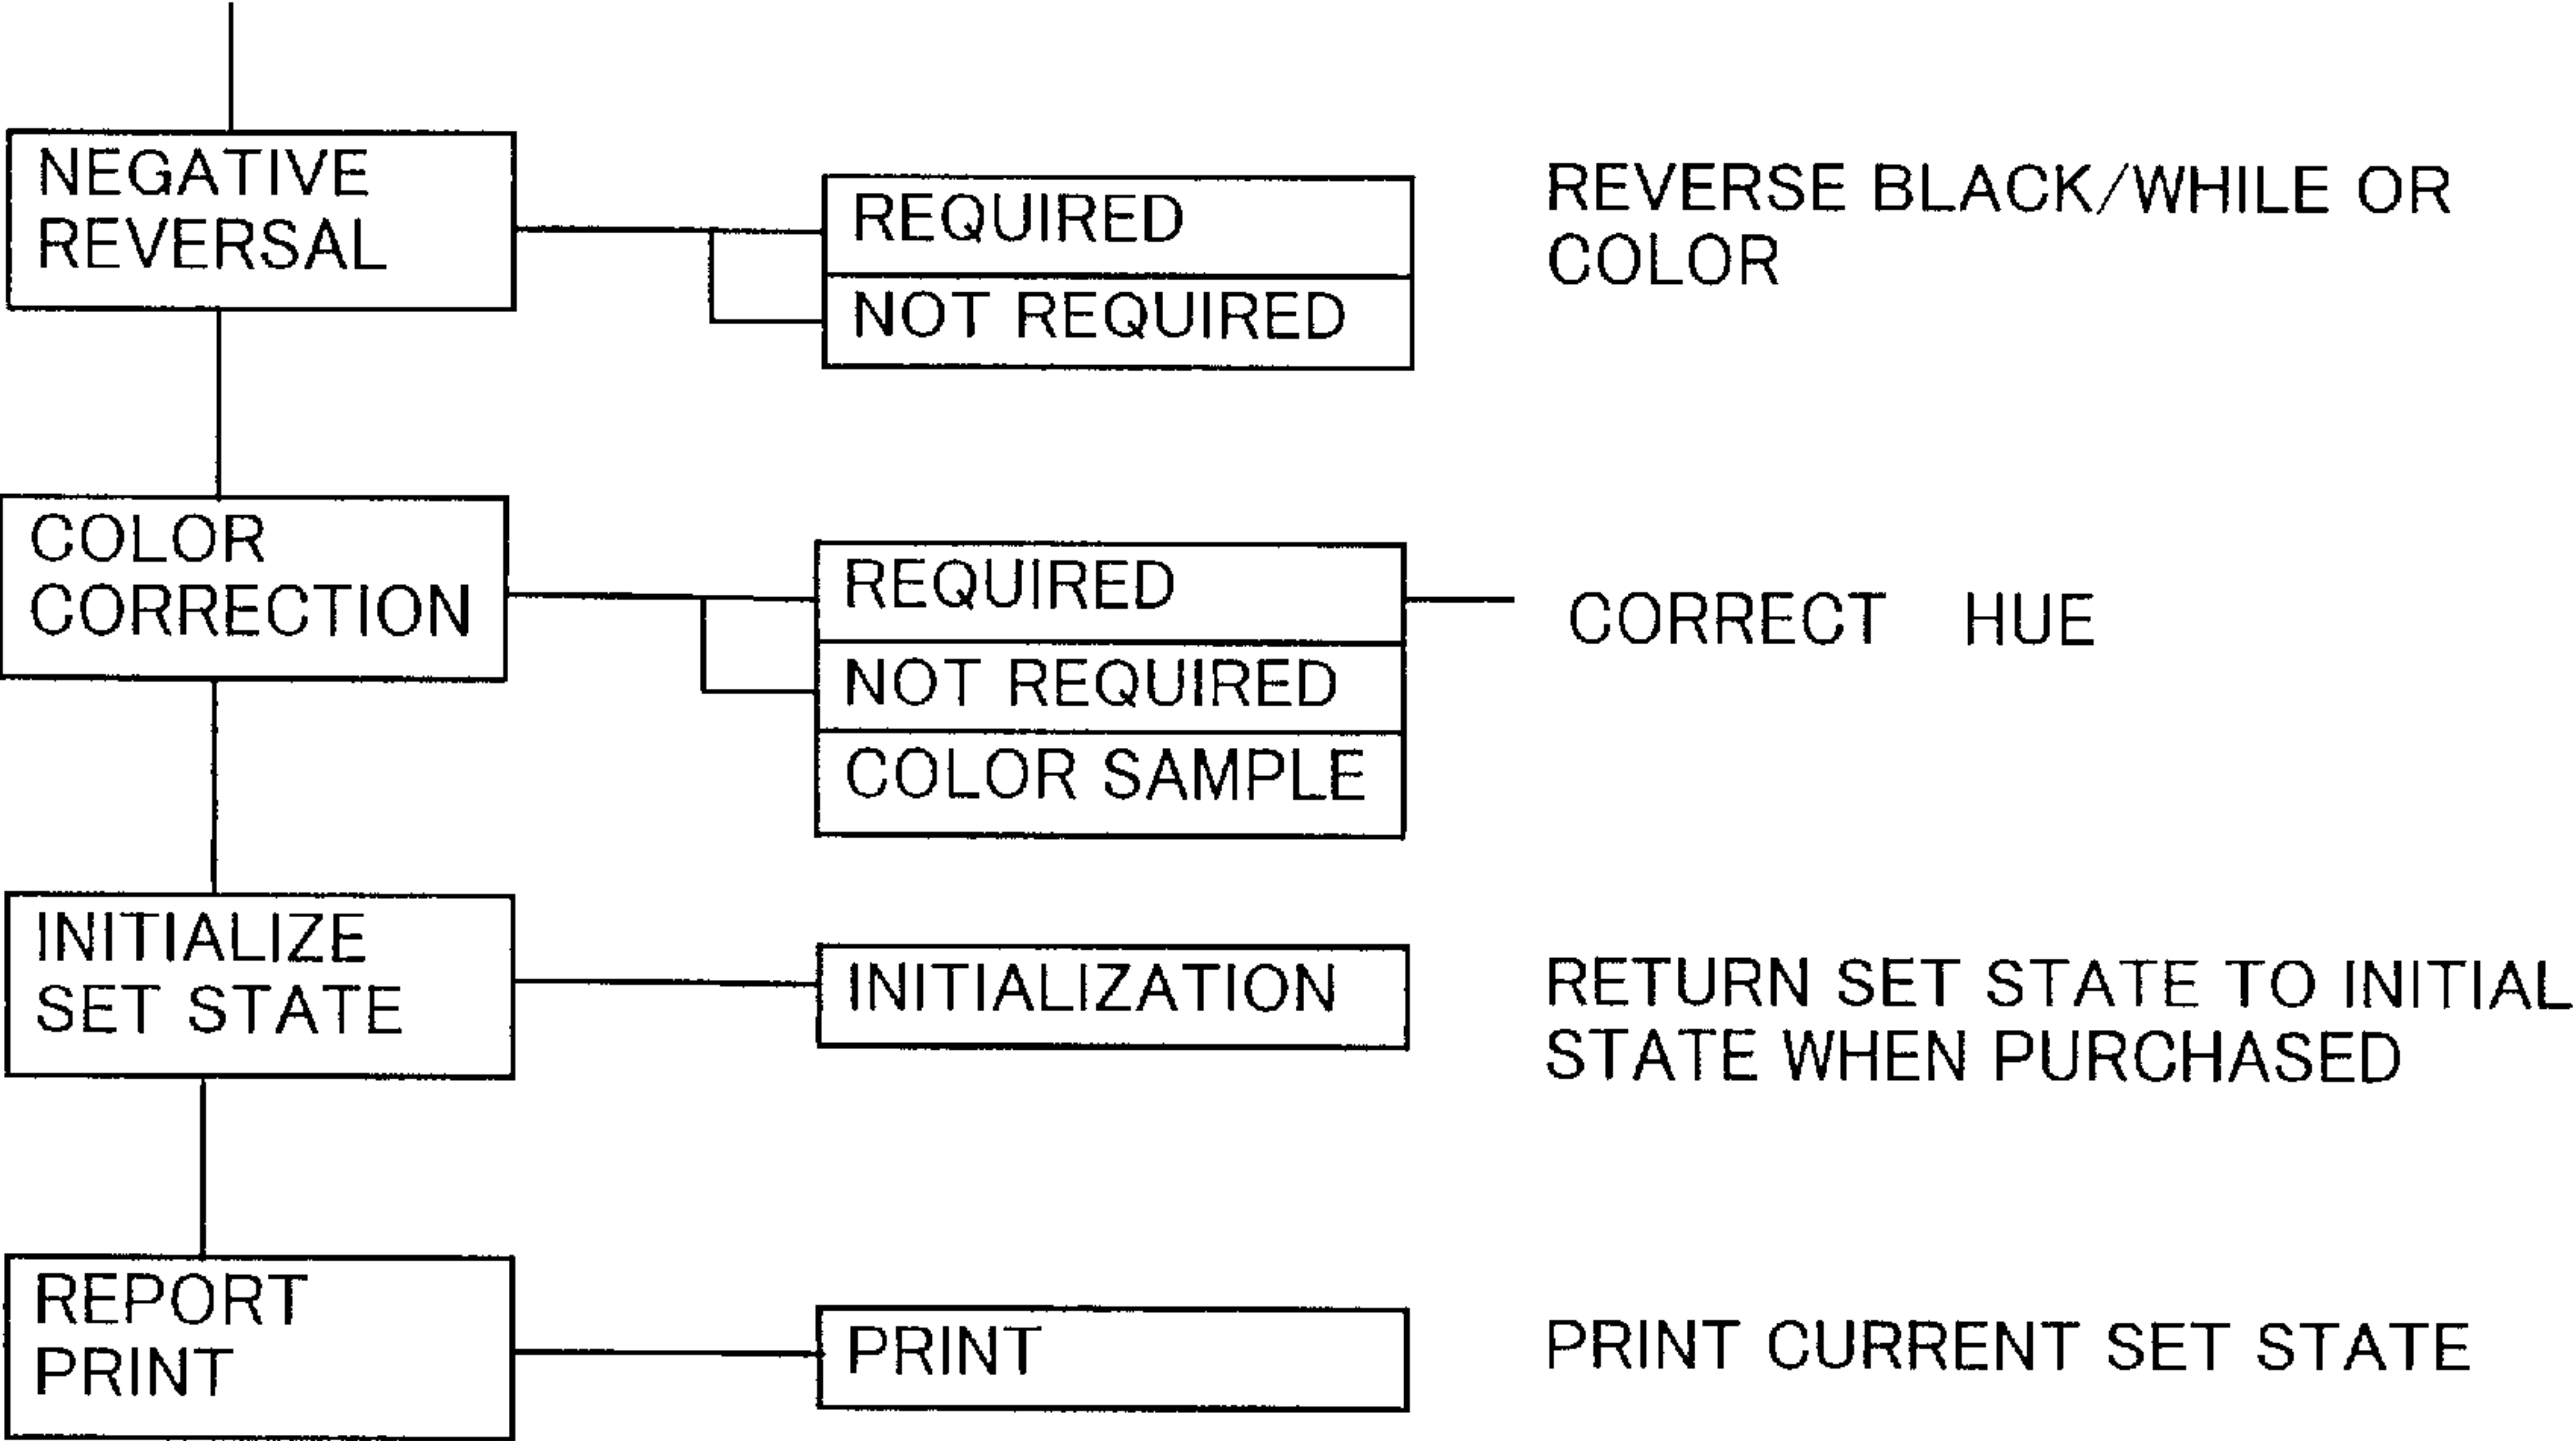 NEGATIVE
REVERSAL
REQUIRED
NOT REQUIRED
REVERSE BLACK/WHILE OR
COLOR
COLOR
CORRECTION
REQUIRED
NOT REQUIRED
COLOR SAMPLE
CORRECT HUE
INITIALIZE
SET STATE
INITIALIZATION
RETURN SET STATE TO INITIAL
STATE WHEN PURCHASED
REPORT
PRINT
PRINT
PRINT CURRENT SET STATE